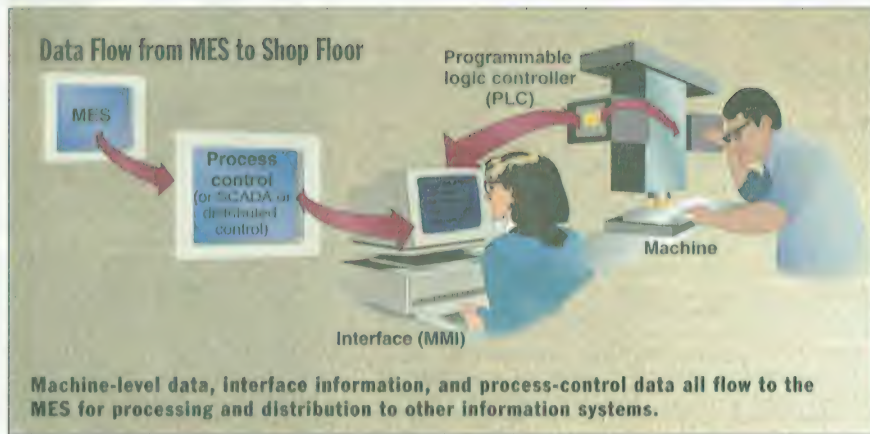 Data Flow from MES to Shop Floor
MES
Process
control
(or SCADA or
distributed
control)
Programmable
logic controller
(PLC)
Machine
Interface (MMI)
Machine-level data, interface information, and process-control data all flow to the
MES for processing and distribution to other information systems.